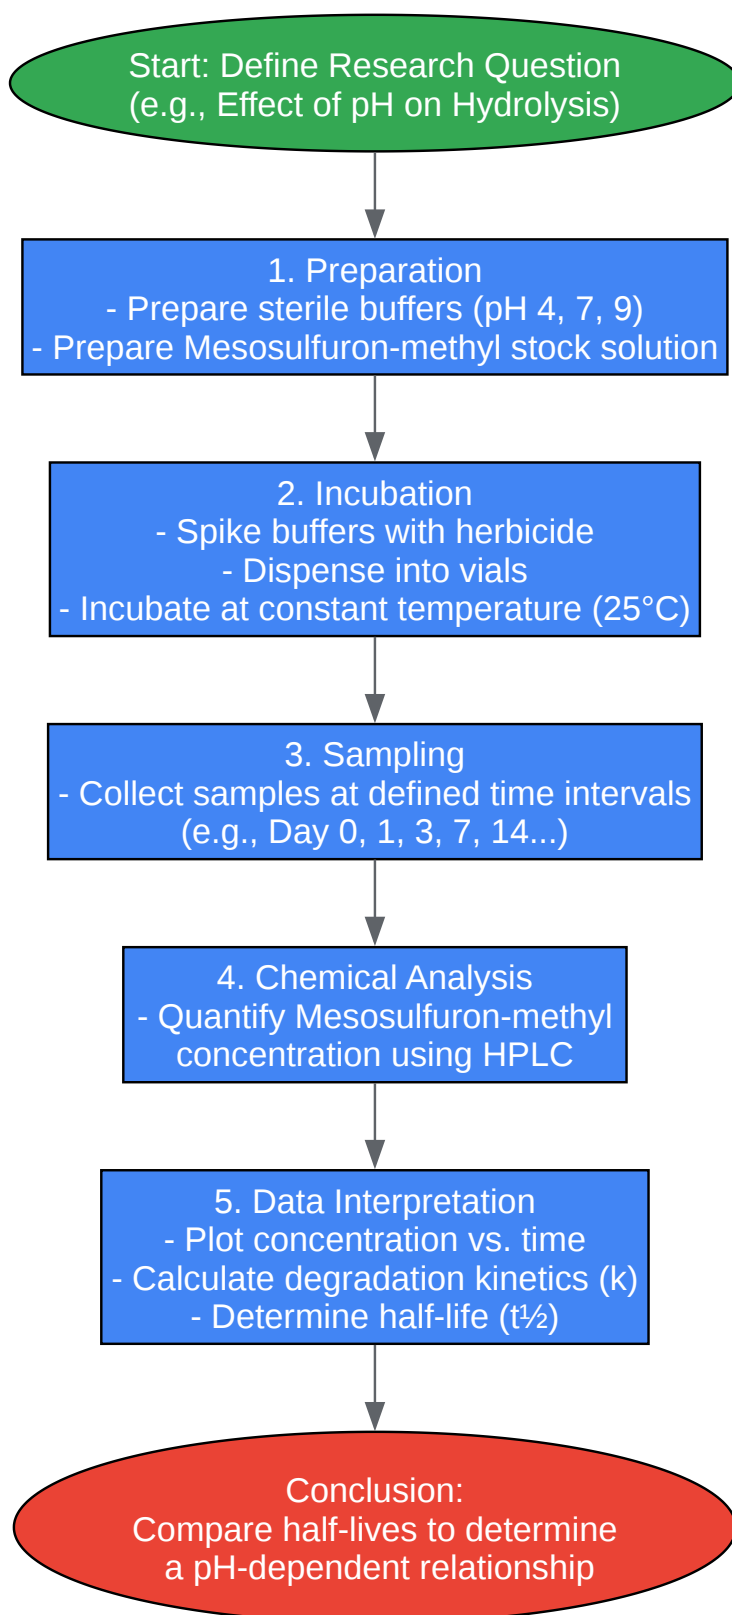 Start: Define Research Question
(e.g., Effect of pH on Hydrolysis)
1. Preparation
- Prepare sterile buffers (pH 4, 7, 9)
- Prepare Mesosulfuron-methyl stock solution
2. Incubation
- Spike buffers with herbicide
- Dispense into vials
- Incubate at constant temperature (25°C)
3. Sampling
- Collect samples at defined time intervals
(e.g., Day 0, 1, 3, 7, 14...)
4. Chemical Analysis
- Quantify Mesosulfuron-methyl
concentration using HPLC
5. Data Interpretation
- Plot concentration vs. time
- Calculate degradation kinetics (k)
- Determine half-life (t½)
Conclusion:
Compare half-lives to determine
a pH-dependent relationship